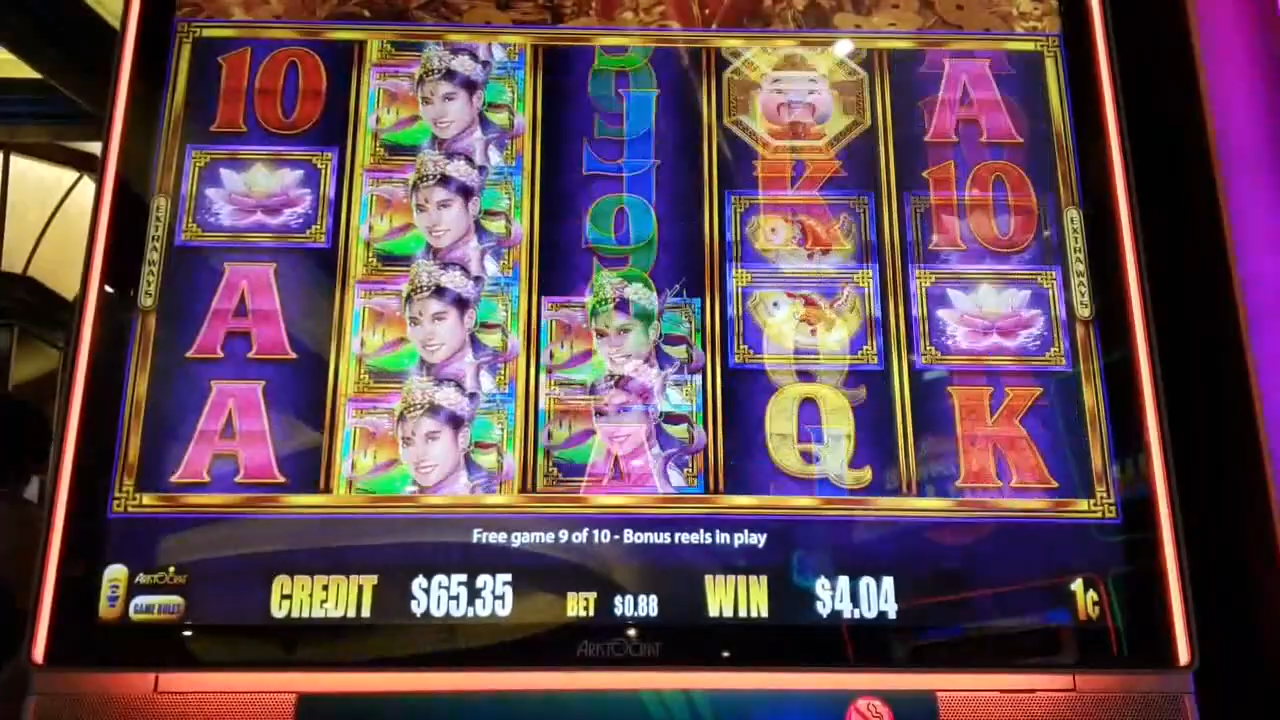 10 J A
K 10
EXTRA WAYS 9 EXTRA WAYS
A
A Q K
Free game 9 of 10 - Bonus reels in play
ARISTOCRAT
GAME RULES
CREDIT $65.35 BET $0.88 WIN $4.04 1¢
ARISTOCRAT